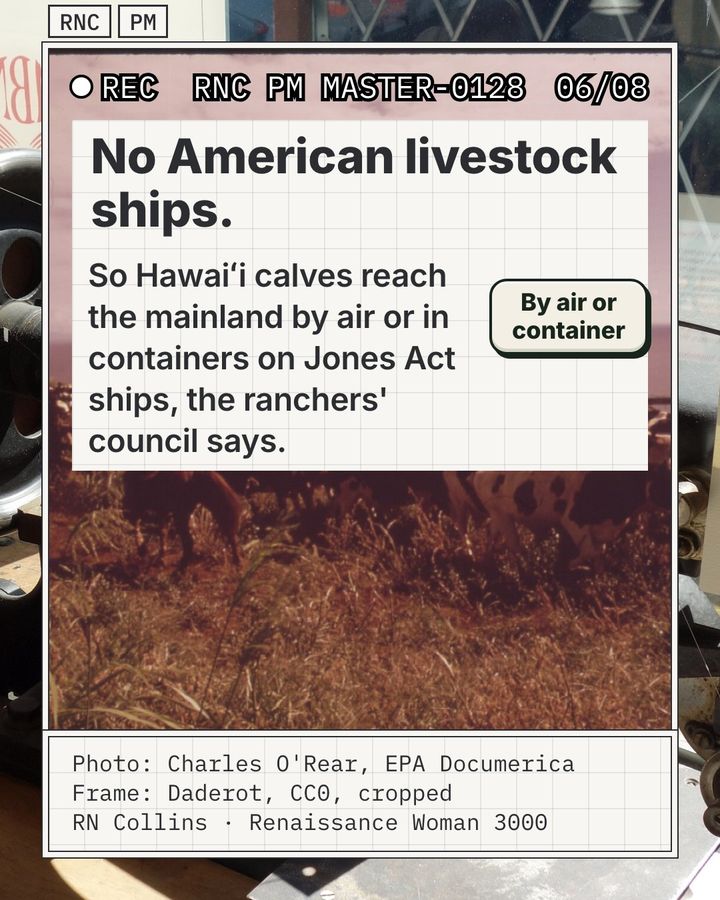 RNC PM
REC RNC PM MASTER-0128 06/08
No American livestock
ships.
So Hawaiʻi calves reach
the mainland by air or in
containers on Jones Act
ships, the ranchers'
council says.
By air or
container
Photo: Charles O'Rear, EPA Documerica
Frame: Daderot, CC0, cropped
RN Collins · Renaissance Woman 3000